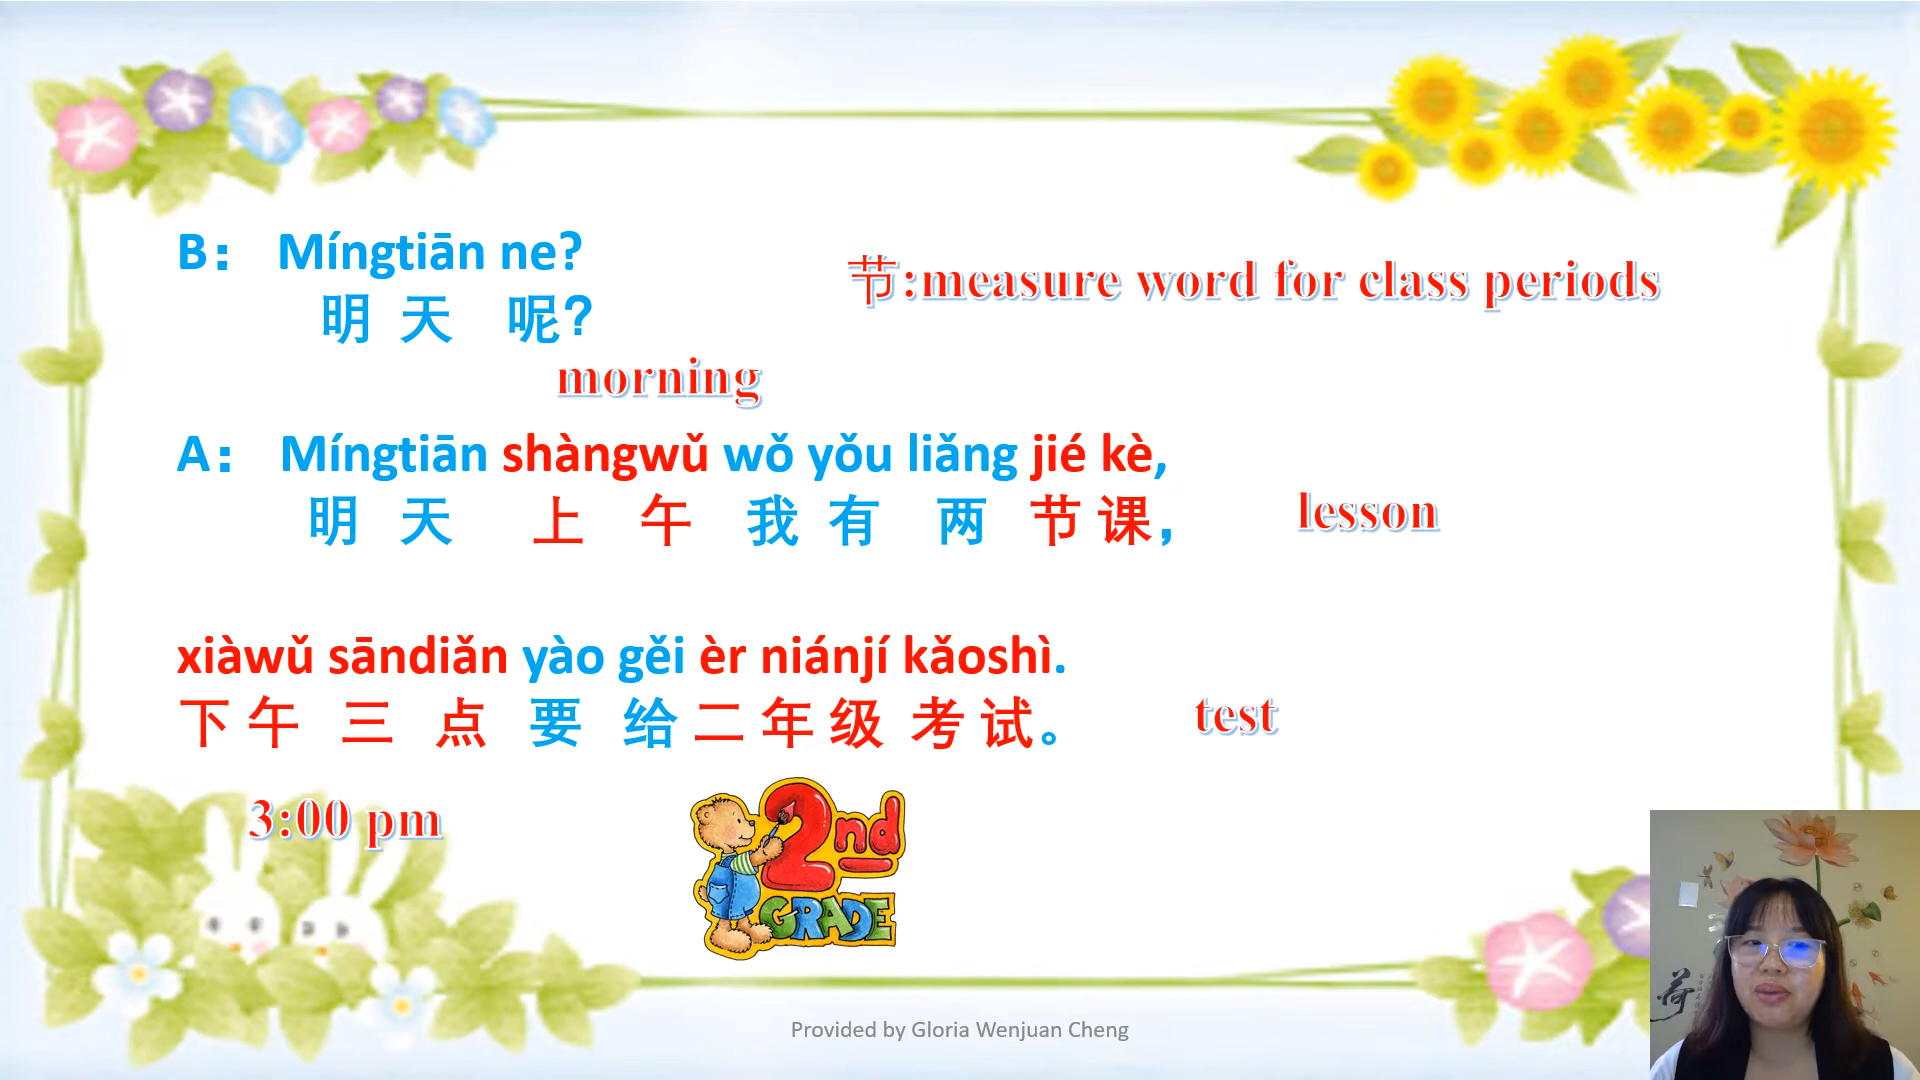 B： Míngtiān ne?
明 天 呢?
节:measure word for class periods
morning
A： Míngtiān shàngwǔ wǒ yǒu liǎng jié kè,
明 天 上 午 我 有 两 节 课，
lesson
xiàwǔ sāndiǎn yào gěi èr niánjí kǎoshì.
下 午 三 点 要 给 二 年 级 考 试。
test
3:00 pm
2nd
GRADE
Provided by Gloria Wenjuan Cheng
荷